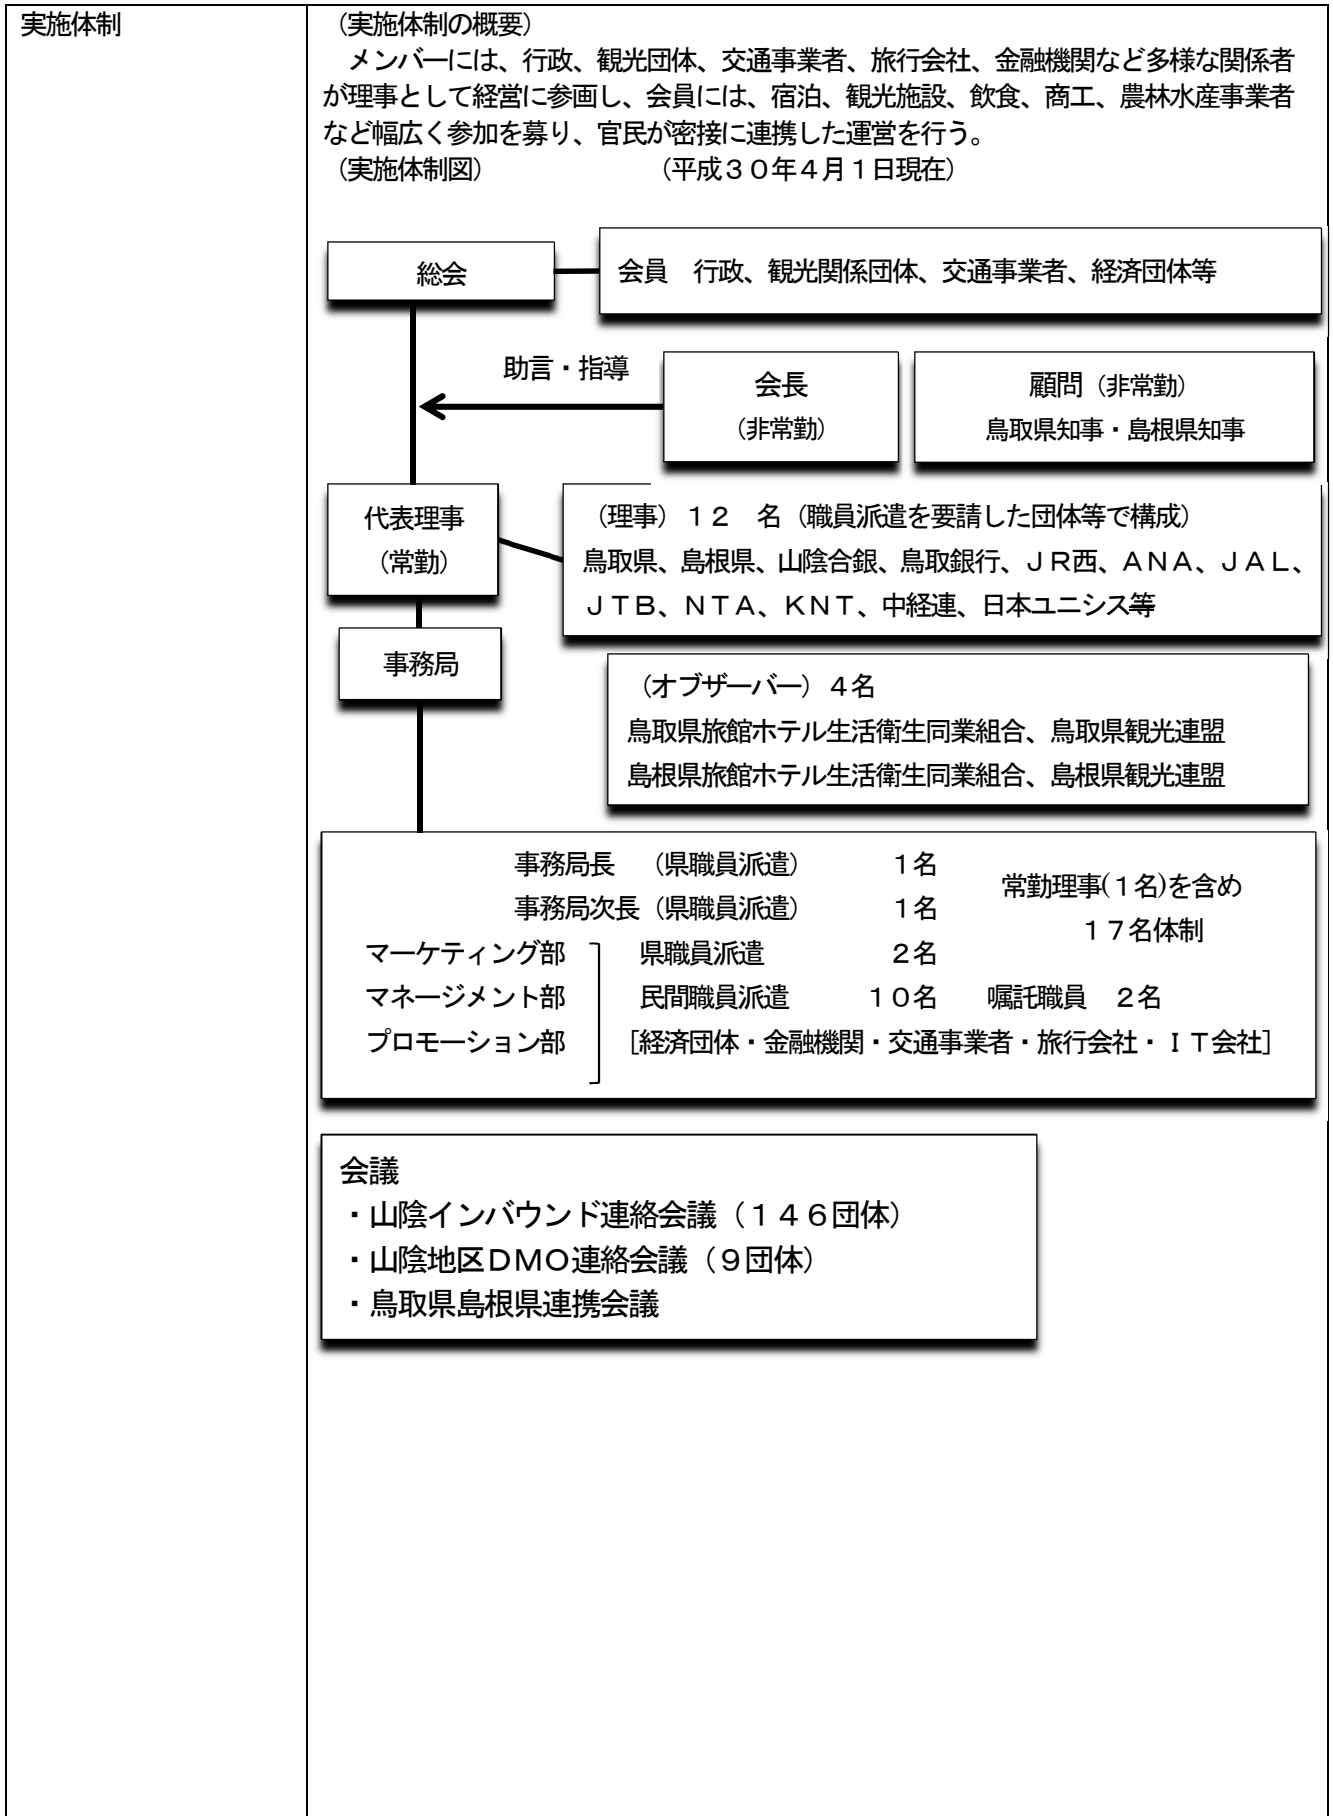 実施体制
（実施体制の概要）
メンバーには、行政、観光団体、交通事業者、旅行会社、金融機関など多様な関係者
が理事として経営に参画し、会員には、宿泊、観光施設、飲食、商工、農林水産事業者
など幅広く参加を募り、官民が密接に連携した運営を行う。
（実施体制図）　　　　　　　（平成３０年４月１日現在）
総会
会員　行政、観光関係団体、交通事業者、経済団体等
助言・指導
会長
（非常勤）
顧問（非常勤）
鳥取県知事・島根県知事
代表理事
（常勤）
（理事）１２　名（職員派遣を要請した団体等で構成）
鳥取県、島根県、山陰合銀、鳥取銀行、ＪＲ西、ＡＮＡ、ＪＡＬ、
ＪＴＢ、ＮＴＡ、ＫＮＴ、中経連、日本ユニシス等
事務局
（オブザーバー）４名
鳥取県旅館ホテル生活衛生同業組合、鳥取県観光連盟
島根県旅館ホテル生活衛生同業組合、島根県観光連盟
事務局長　（県職員派遣）　　　１名
事務局次長（県職員派遣）　　　１名
常勤理事(１名)を含め
１７名体制
マーケティング部　　　県職員派遣　　　　　２名
マネージメント部　　　民間職員派遣　　　１０名　　嘱託職員　２名
プロモーション部　　［経済団体・金融機関・交通事業者・旅行会社・ＩＴ会社］
会議
・山陰インバウンド連絡会議（１４６団体）
・山陰地区ＤＭＯ連絡会議（９団体）
・鳥取県島根県連携会議